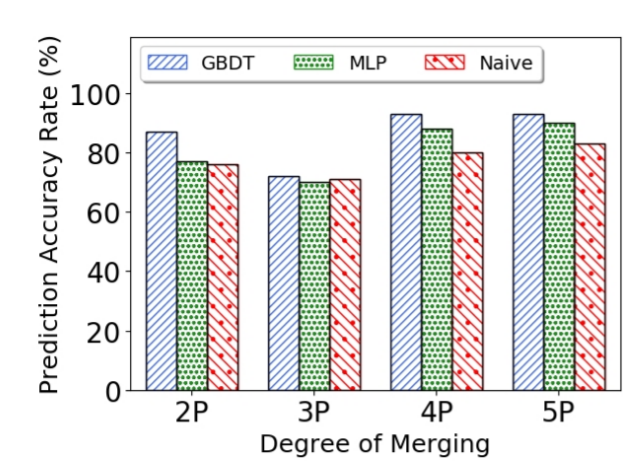 GBDT MLP Naive
Prediction Accuracy Rate (%)
100
80
60
40
20
0
2P 3P 4P 5P
Degree of Merging